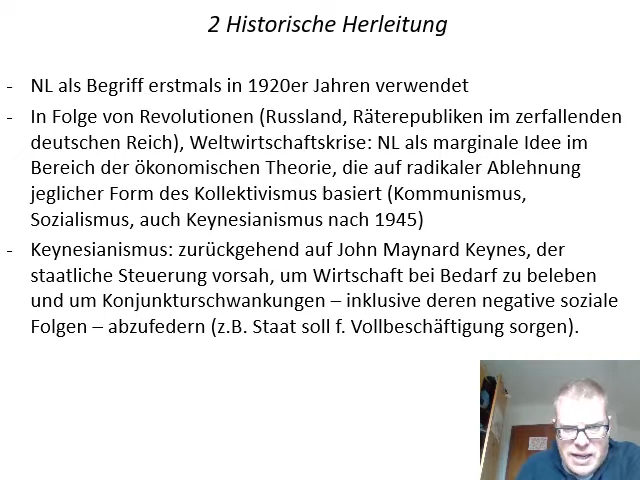 2 Historische Herleitung
- NL als Begriff erstmals in 1920er Jahren verwendet
- In Folge von Revolutionen (Russland, Räterepubliken im zerfallenden
deutschen Reich), Weltwirtschaftskrise: NL als marginale Idee im
Bereich der ökonomischen Theorie, die auf radikaler Ablehnung
jeglicher Form des Kollektivismus basiert (Kommunismus,
Sozialismus, auch Keynesianismus nach 1945)
- Keynesianismus: zurückgehend auf John Maynard Keynes, der
staatliche Steuerung vorsah, um Wirtschaft bei Bedarf zu beleben
und um Konjunkturschwankungen – inklusive deren negative soziale
Folgen – abzufedern (z.B. Staat soll f. Vollbeschäftigung sorgen).